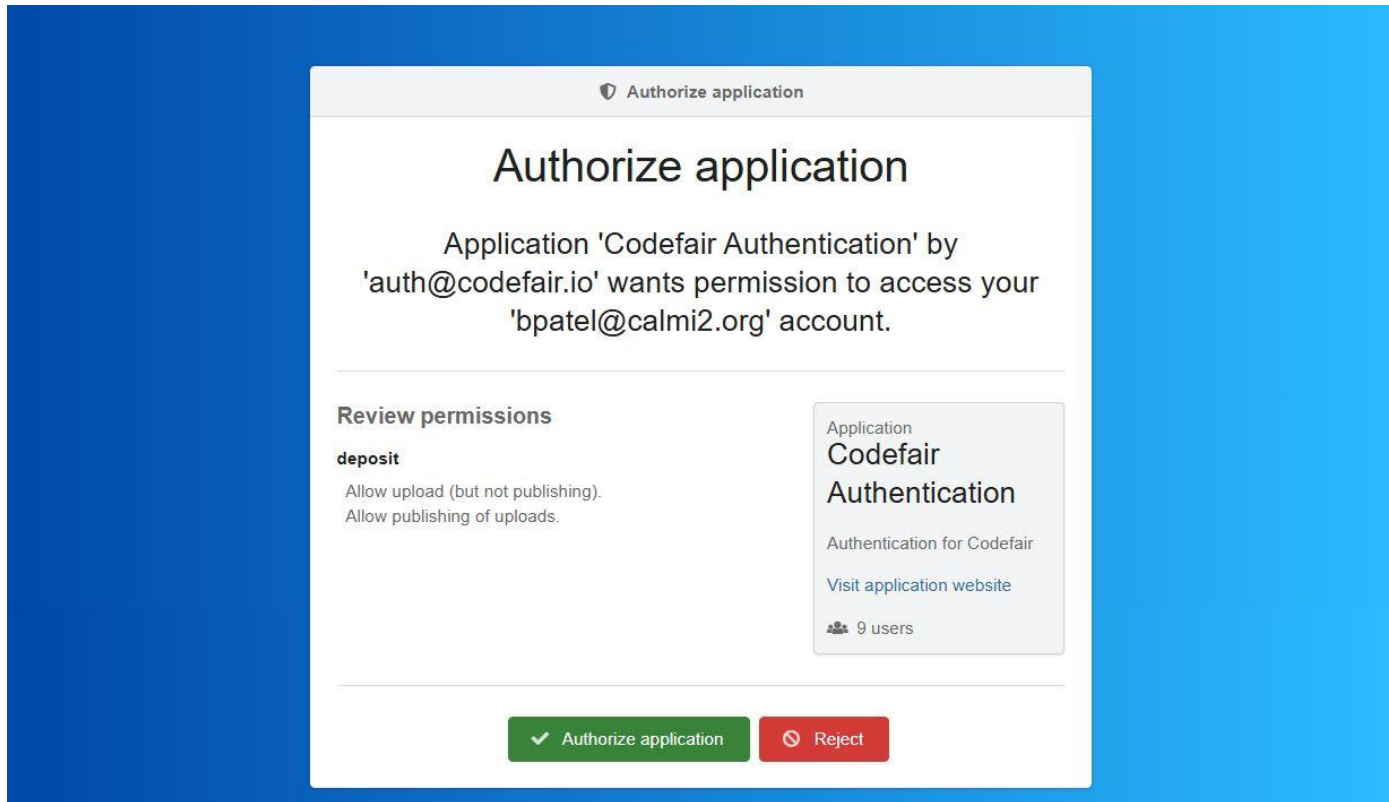 Authorize application
Authorize application
Application 'Codefair Authentication' by
'auth@codefair.io' wants permission to access your
'bpatel@calmi2.org' account.
Review permissions
deposit
Allow upload (but not publishing).
Allow publishing of uploads.
Application
Codefair
Authentication
Authentication for Codefair
Visit application website
9 users
Authorize application
Reject